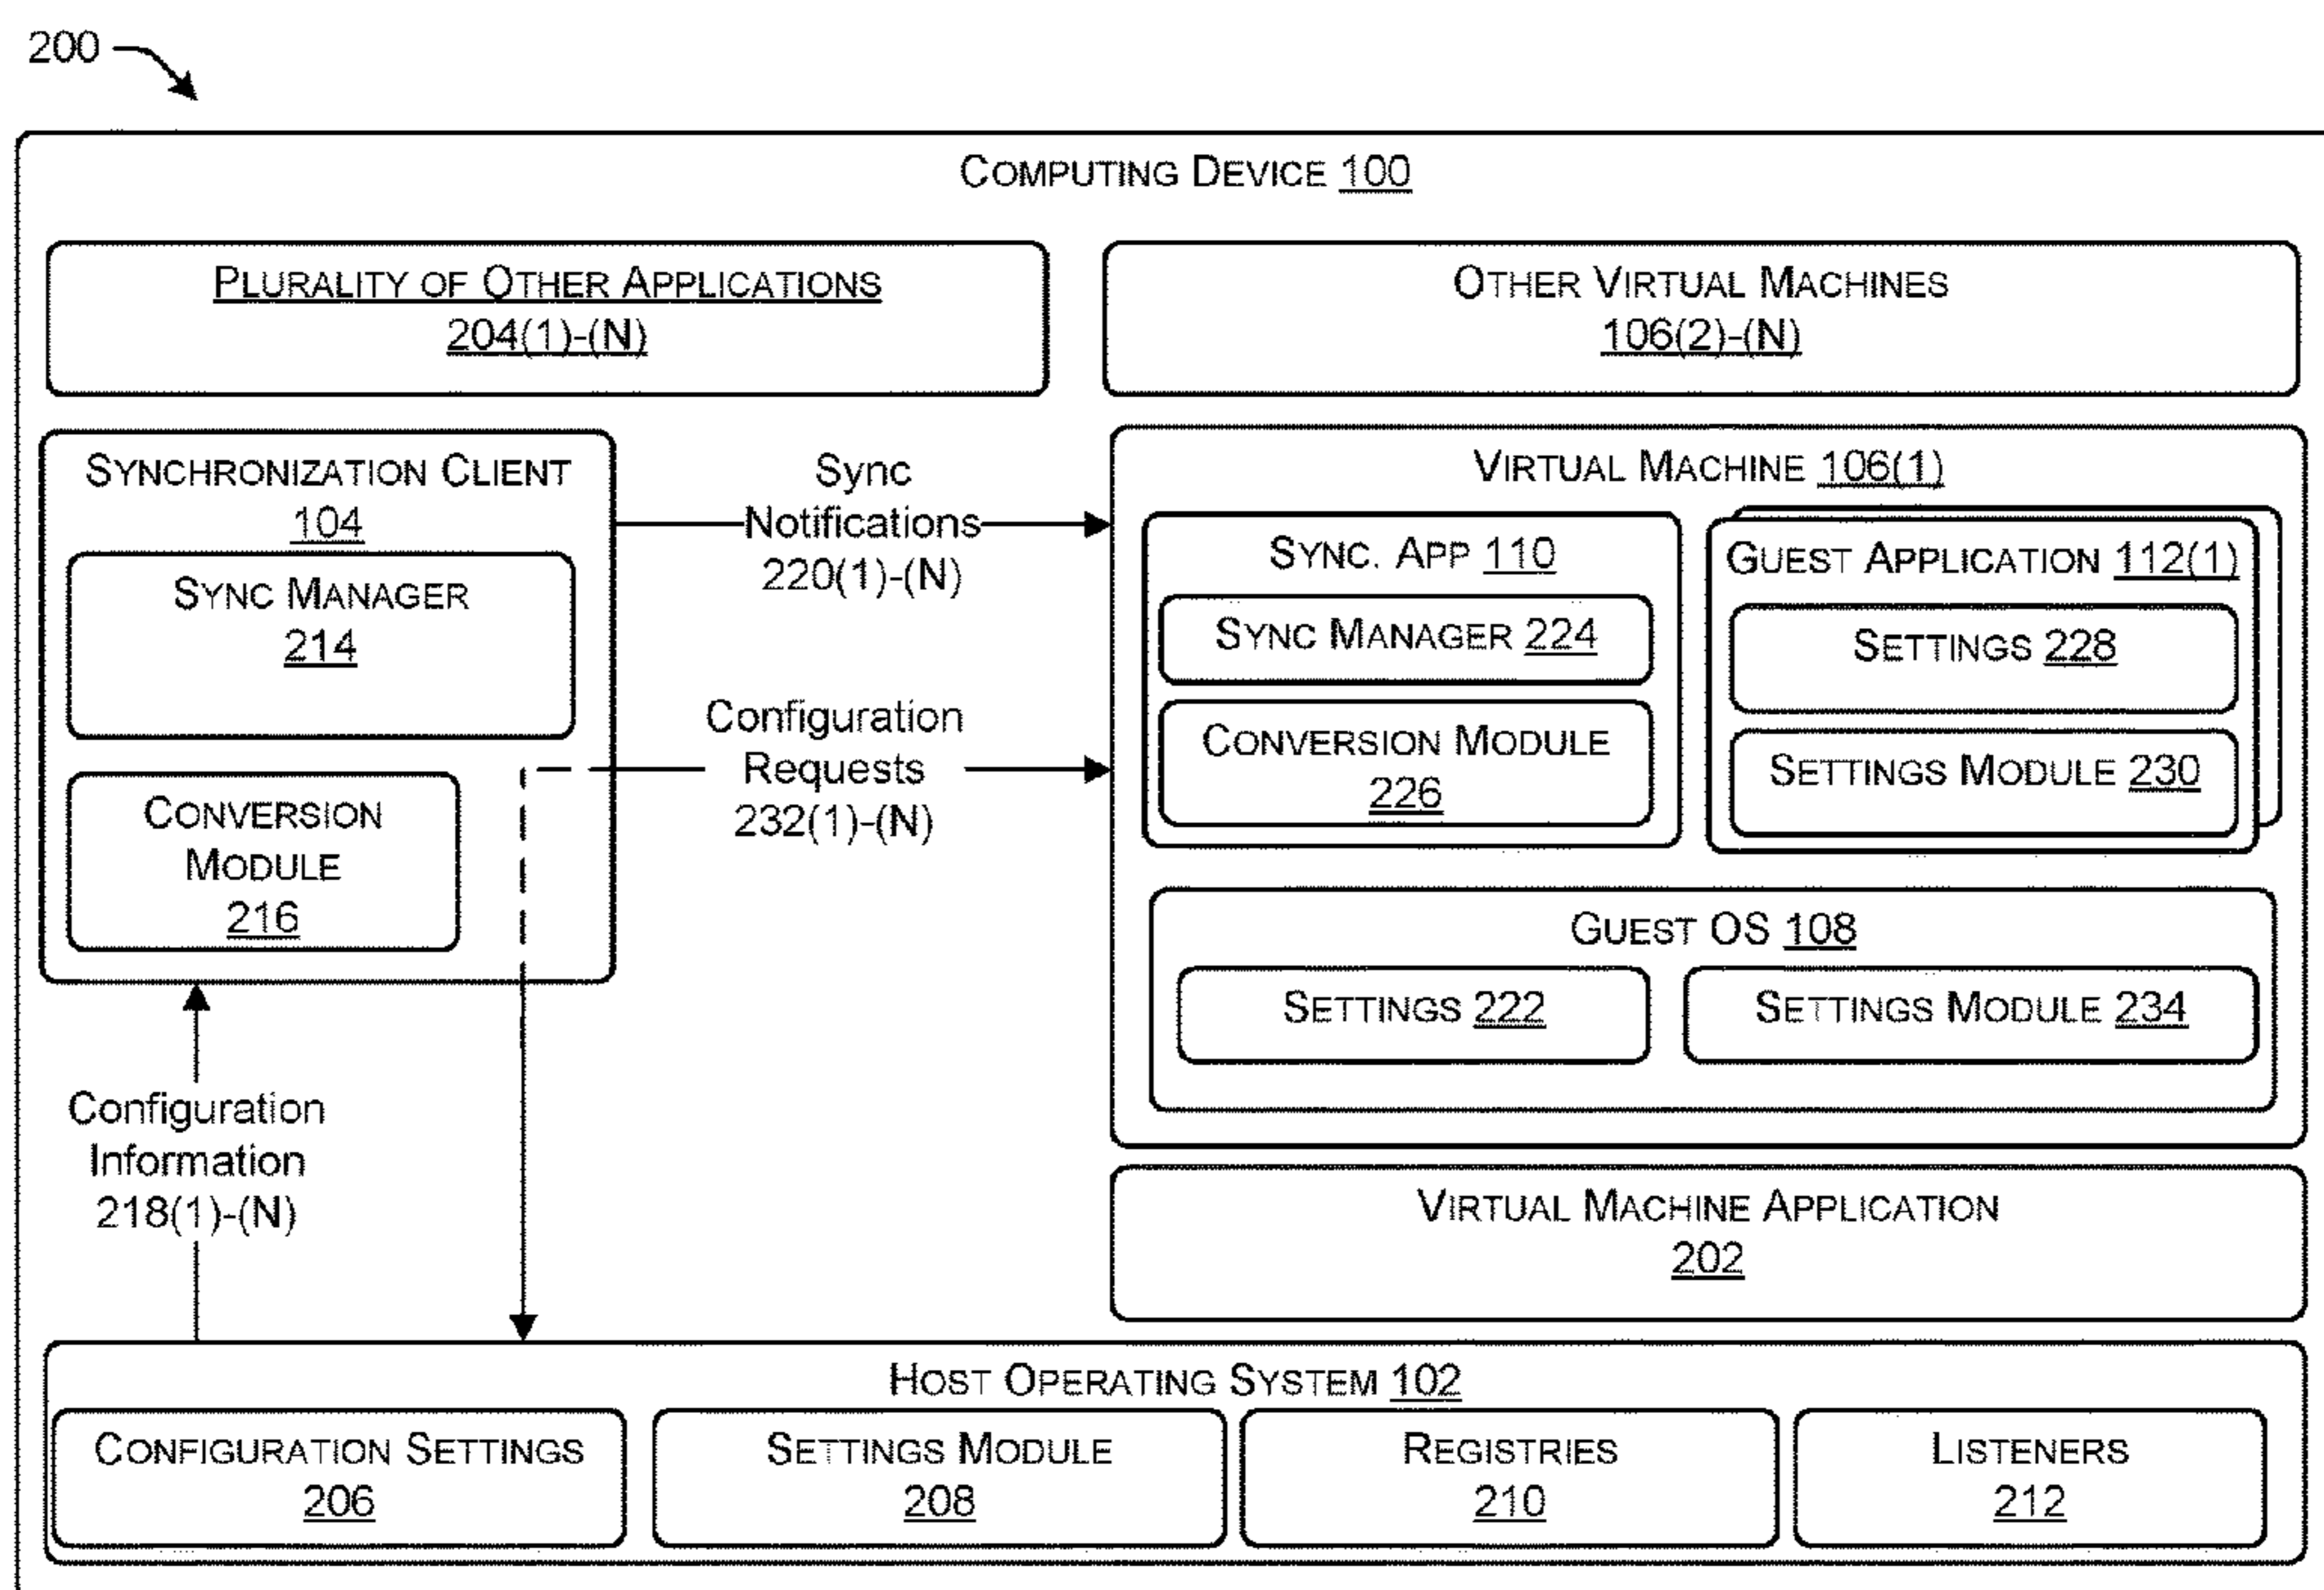 200
COMPUTING DEVICE 100
PLURALITY OF OTHER APPLICATIONS
204(1)-(N)
OTHER VIRTUAL MACHINES
106(2)-(N)
SYNCHRONIZATION CLIENT
104
SYNC MANAGER
214
CONVERSION
MODULE
216
Sync
Notifications
220(1)-(N)
Configuration
Requests
232(1)-(N)
VIRTUAL MACHINE 106(1)
SYNC. APP 110
SYNC MANAGER 224
CONVERSION MODULE
226
GUEST APPLICATION 112(1)
SETTINGS 228
SETTINGS MODULE 230
GUEST OS 108
SETTINGS 222
SETTINGS MODULE 234
Configuration
Information
218(1)-(N)
VIRTUAL MACHINE APPLICATION
202
HOST OPERATING SYSTEM 102
CONFIGURATION SETTINGS
206
SETTINGS MODULE
208
REGISTRIES
210
LISTENERS
212